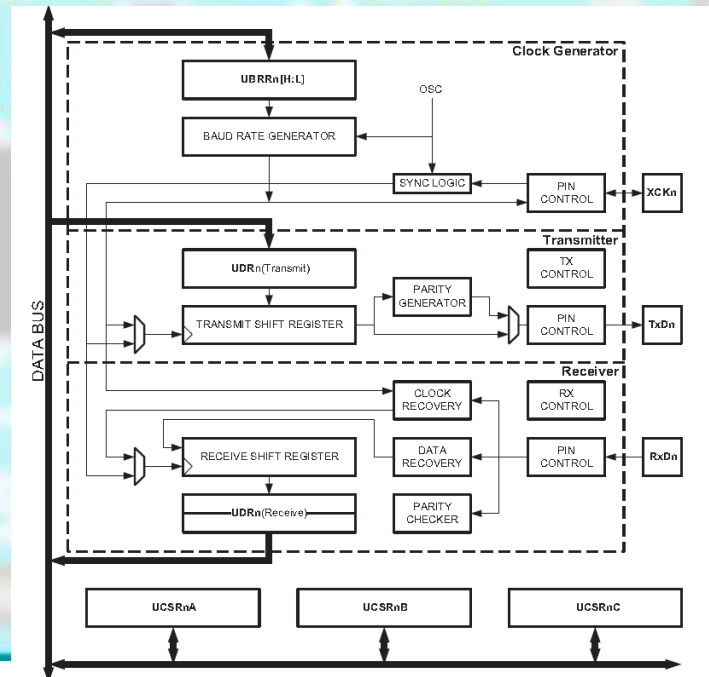 Clock Generator
UBRRn[H:L]
OSC
BAUD RATE GENERATOR
SYNC LOGIC
PIN
CONTROL
XCKn
Transmitter
UDRn(Transmit)
TX
CONTROL
PARITY
GENERATOR
TRANSMIT SHIFT REGISTER
PIN
CONTROL
TxDn
DATA BUS
Receiver
CLOCK
RECOVERY
RX
CONTROL
RECEIVE SHIFT REGISTER
DATA
RECOVERY
PIN
CONTROL
RxDn
UDRn(Receive)
PARITY
CHECKER
UCSRnA
UCSRnB
UCSRnC